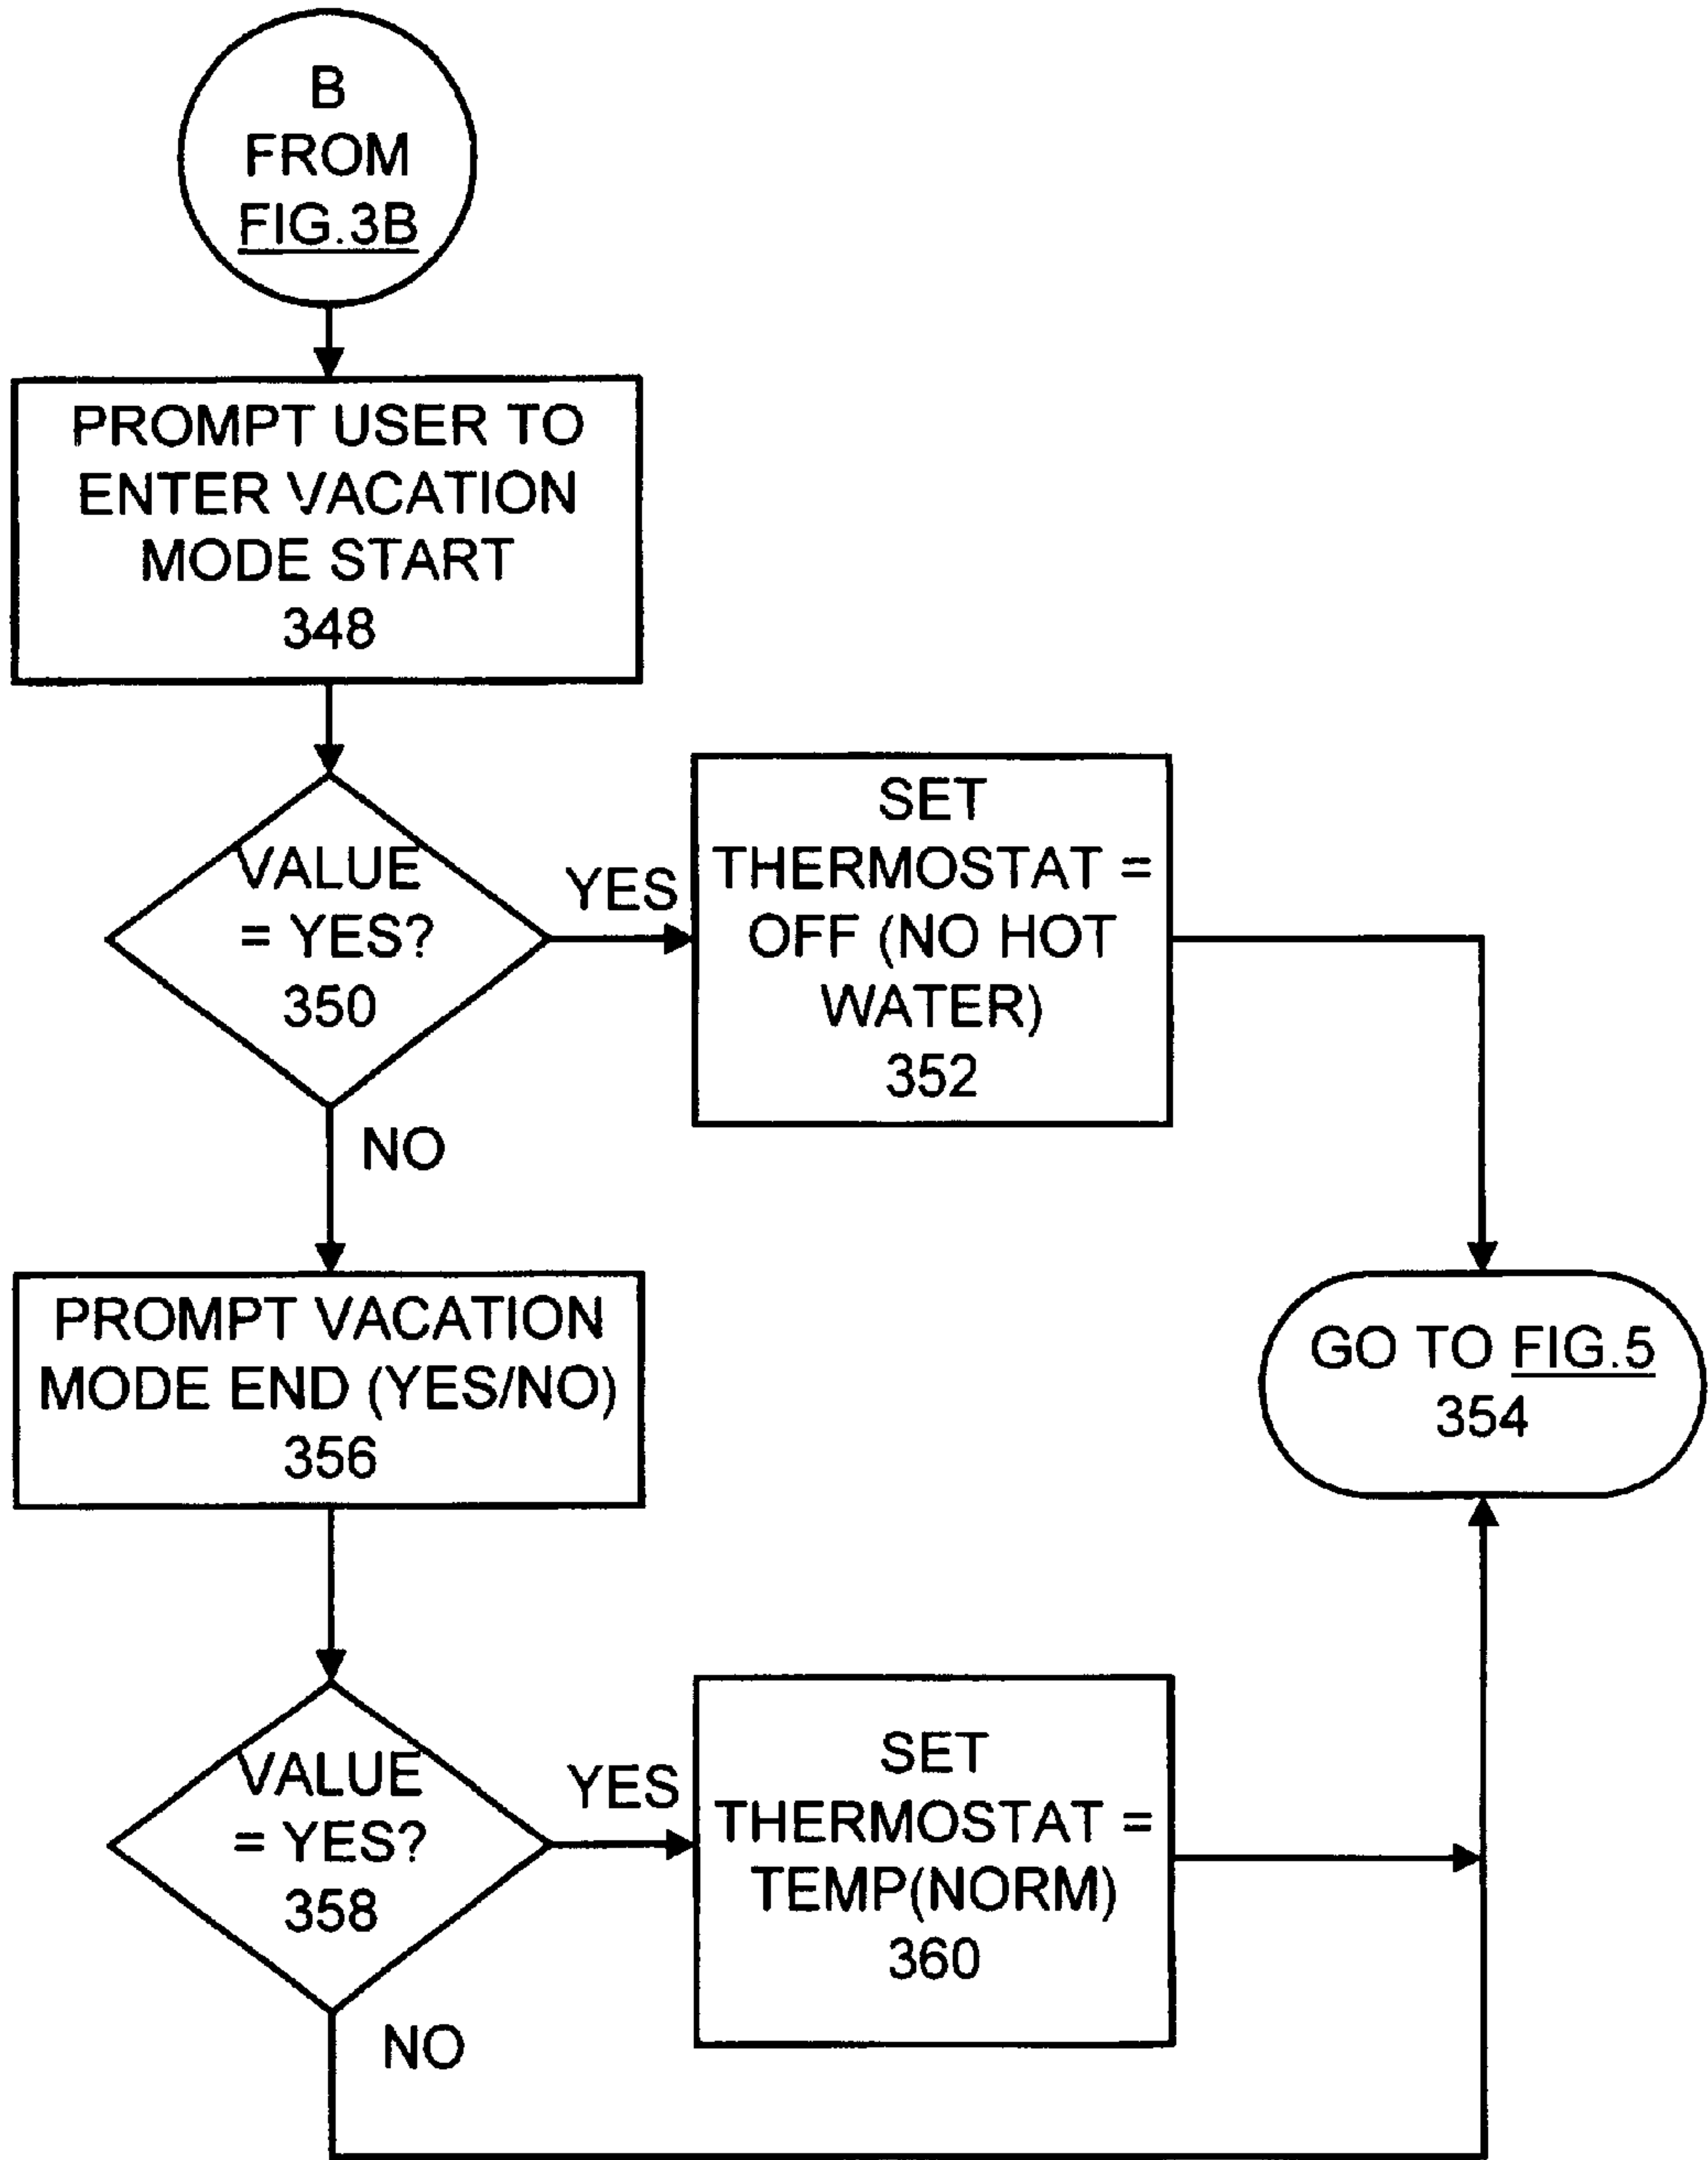 B
FROM
FIG.3B
PROMPT USER TO
ENTER VACATION
MODE START
348
VALUE
= YES?
350
YES
SET
THERMOSTAT =
OFF (NO HOT
WATER)
352
NO
PROMPT VACATION
MODE END (YES/NO)
356
GO TO FIG.5
354
VALUE
= YES?
358
YES
SET
THERMOSTAT =
TEMP(NORM)
360
NO